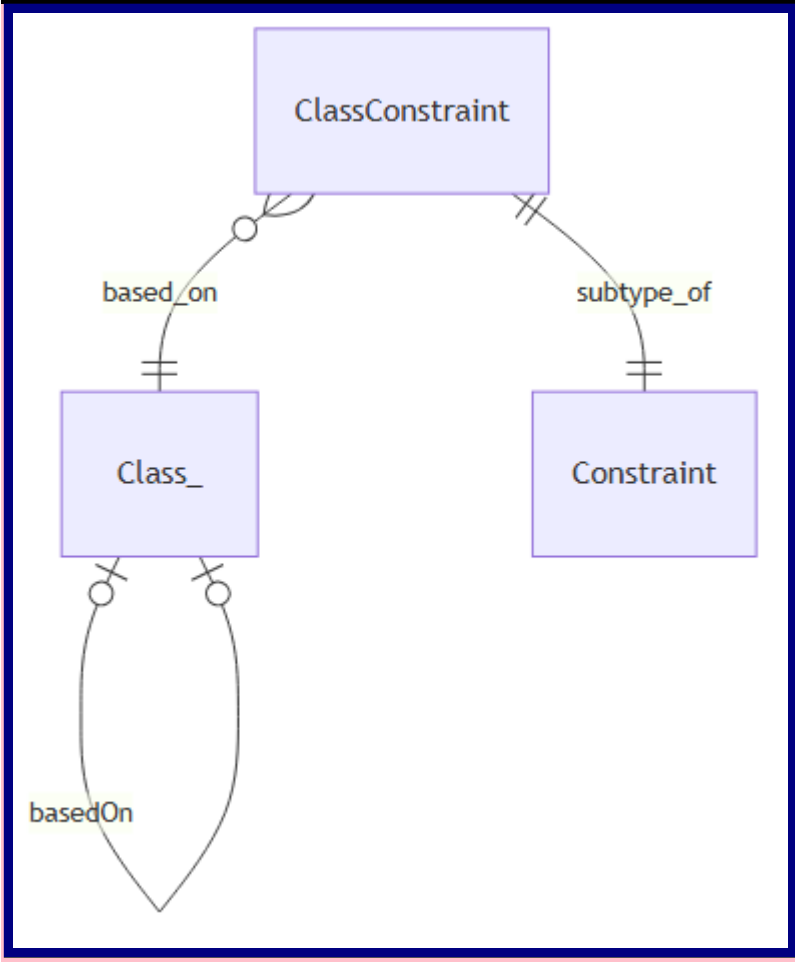 ClassConstraint
based_on
subtype_of
Class_
Constraint
basedOn